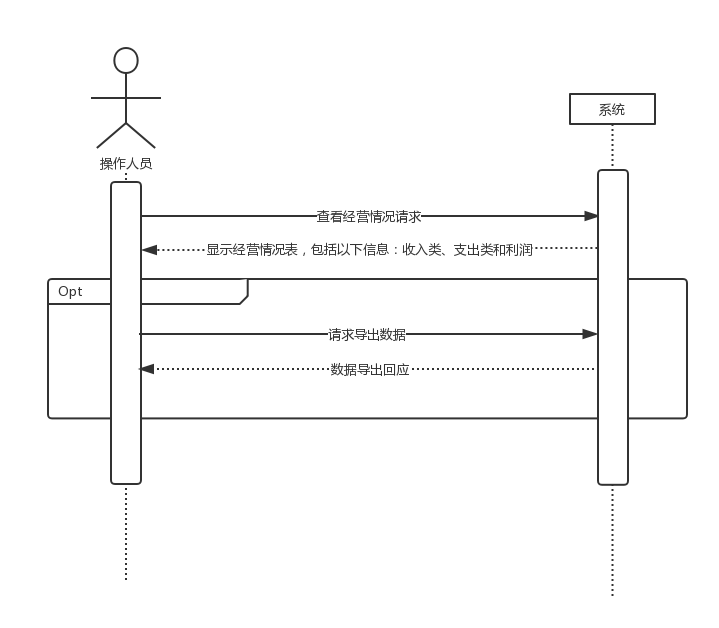 系统
操作人员
查看经营情况请求
显示经营情况表，包括以下信息：收入类、支出类和利润
Opt
请求导出数据
数据导出回应